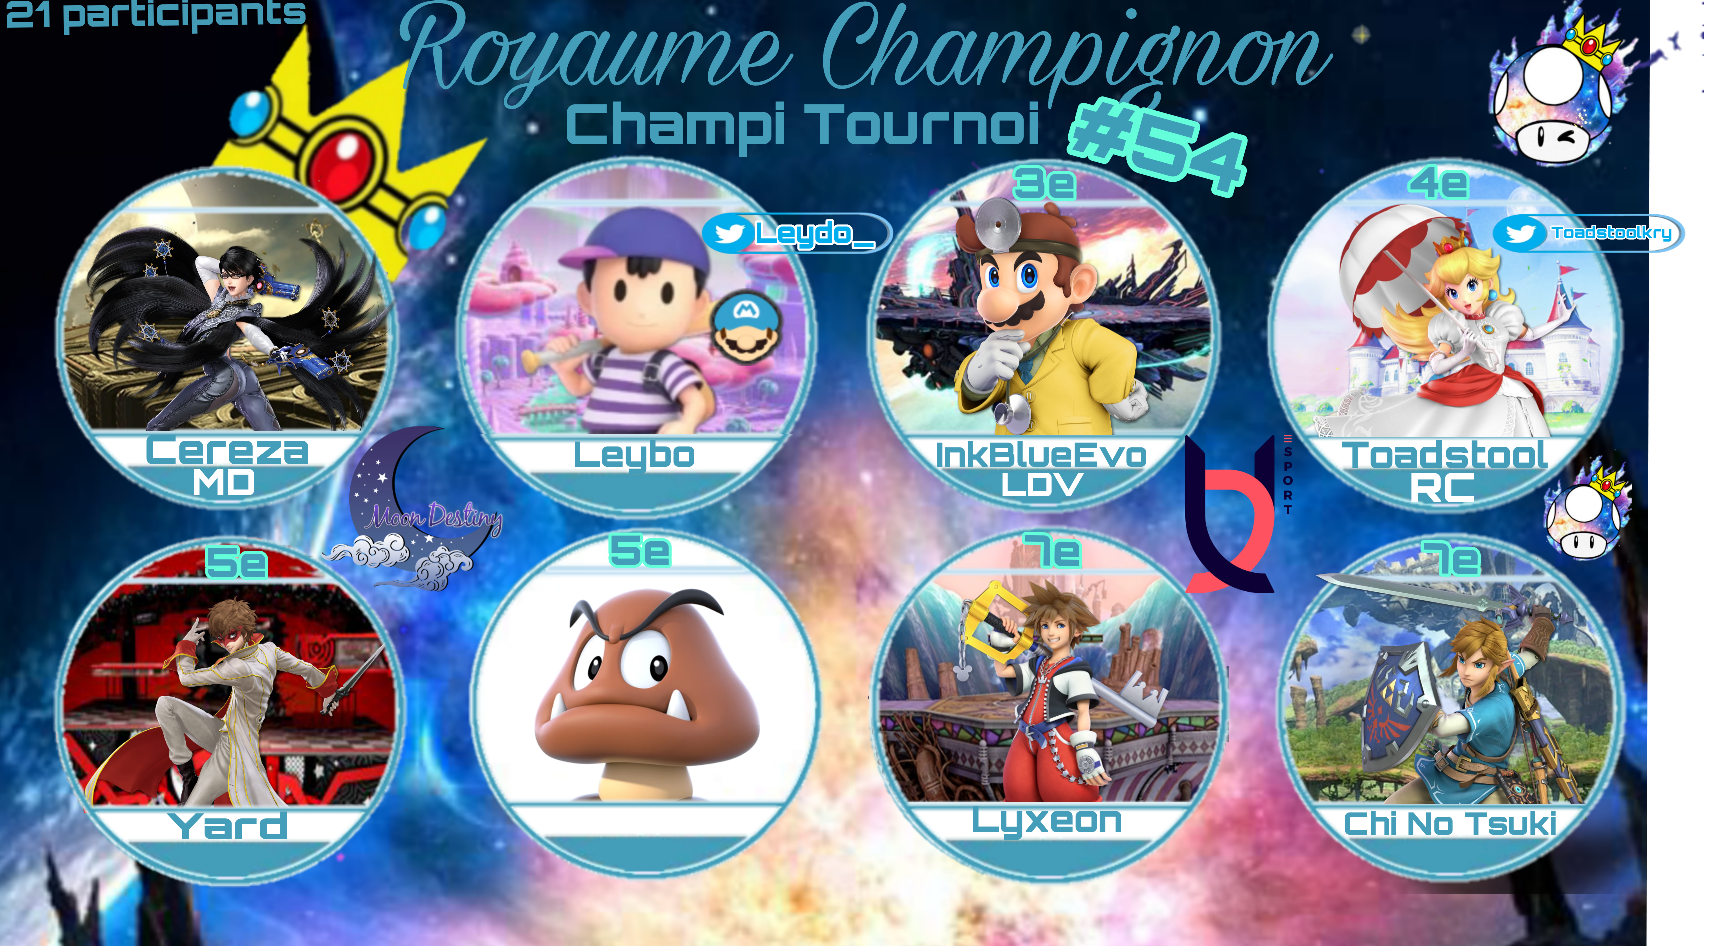 21 participants
Royaume Champignon
Champi Tournoi #54
Cereza
MD
Leydo_
Leybo
3e
InkBlueEvo
LDV
4e
Toadstoolkry
Toadstool
RC
Moon Destiny
ESPORT
5e
Yard
5e
7e
Lyxeon
7e
Chi No Tsuki